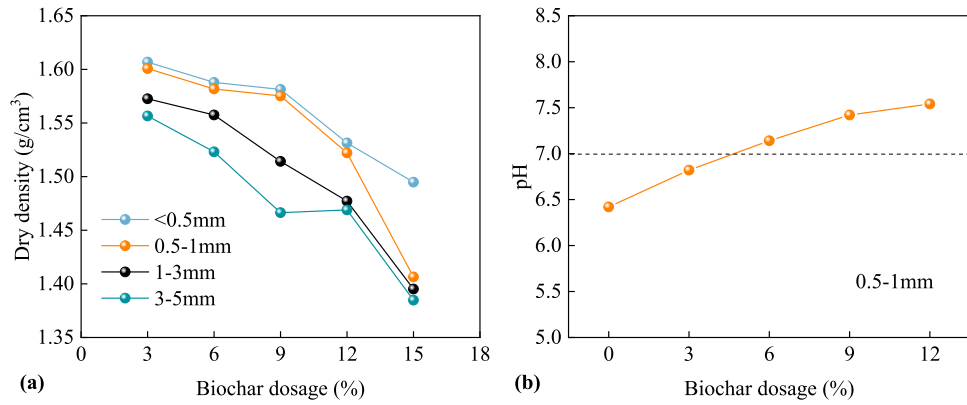 1.65
1.60
1.55
1.50
1.45
1.40
1.35
Dry density (g/cm³)
<0.5mm
0.5-1mm
1-3mm
3-5mm
0 3 6 9 12 15 18
Biochar dosage (%)
(a)
8.5
8.0
7.5
7.0
6.5
6.0
5.5
5.0
pH
0.5-1mm
0 3 6 9 12
Biochar dosage (%)
(b)